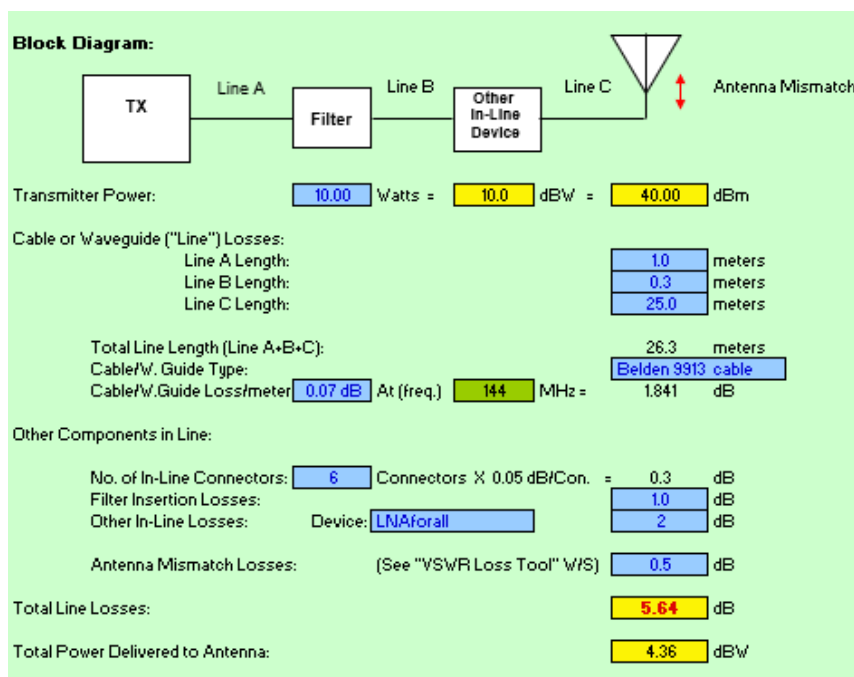 Block Diagram:
TX
Line A
Filter
Line B
Other
In-Line
Device
Line C
Antenna Mismatch
Transmitter Power: 10.00 Watts = 10.0 dBW = 40.00 dBm
Cable or Waveguide ("Line") Losses:
Line A Length: 1.0 meters
Line B Length: 0.3 meters
Line C Length: 25.0 meters
Total Line Length (Line A+B+C): 26.3 meters
Cable/W. Guide Type: Belden 9913 cable
Cable/W.Guide Loss/meter 0.07 dB At (freq.) 144 MHz = 1.841 dB
Other Components in Line:
No. of In-Line Connectors: 6 Connectors X 0.05 dB/Con. = 0.3 dB
Filter Insertion Losses: 1.0 dB
Other In-Line Losses: Device: LNAforall 2 dB
Antenna Mismatch Losses: (See "VSWR Loss Tool" W/S) 0.5 dB
Total Line Losses: 5.64 dB
Total Power Delivered to Antenna: 4.36 dBW